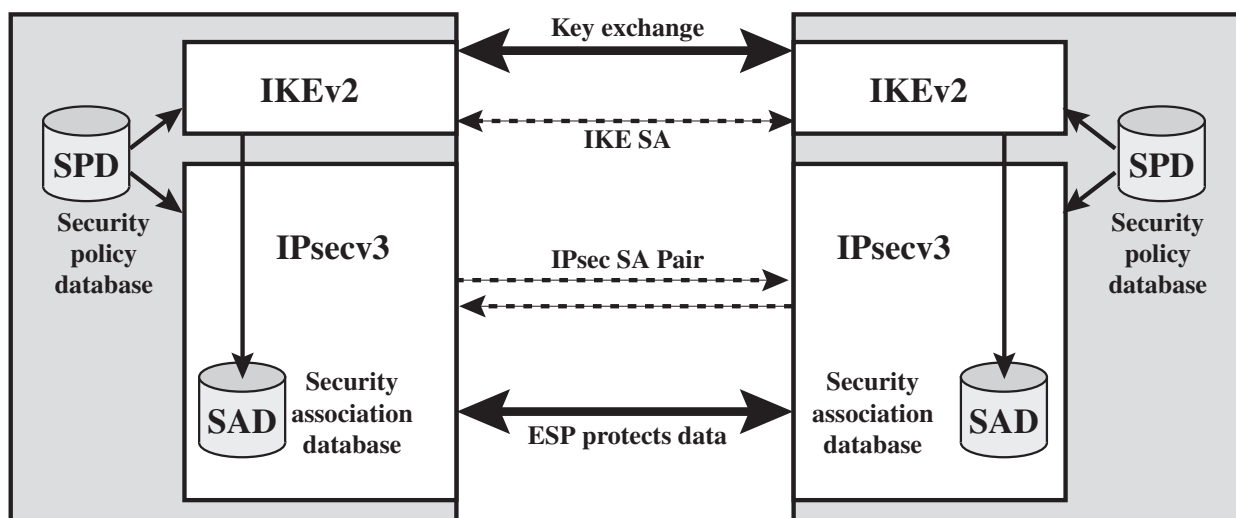 Key exchange
IKEv2
IKEv2
IKE SA
SPD
SPD
Security
policy
database
Security
policy
database
IPsecv3
IPsec SA Pair
IPsecv3
SAD
Security
association
database
ESP protects data
Security
association
database
SAD